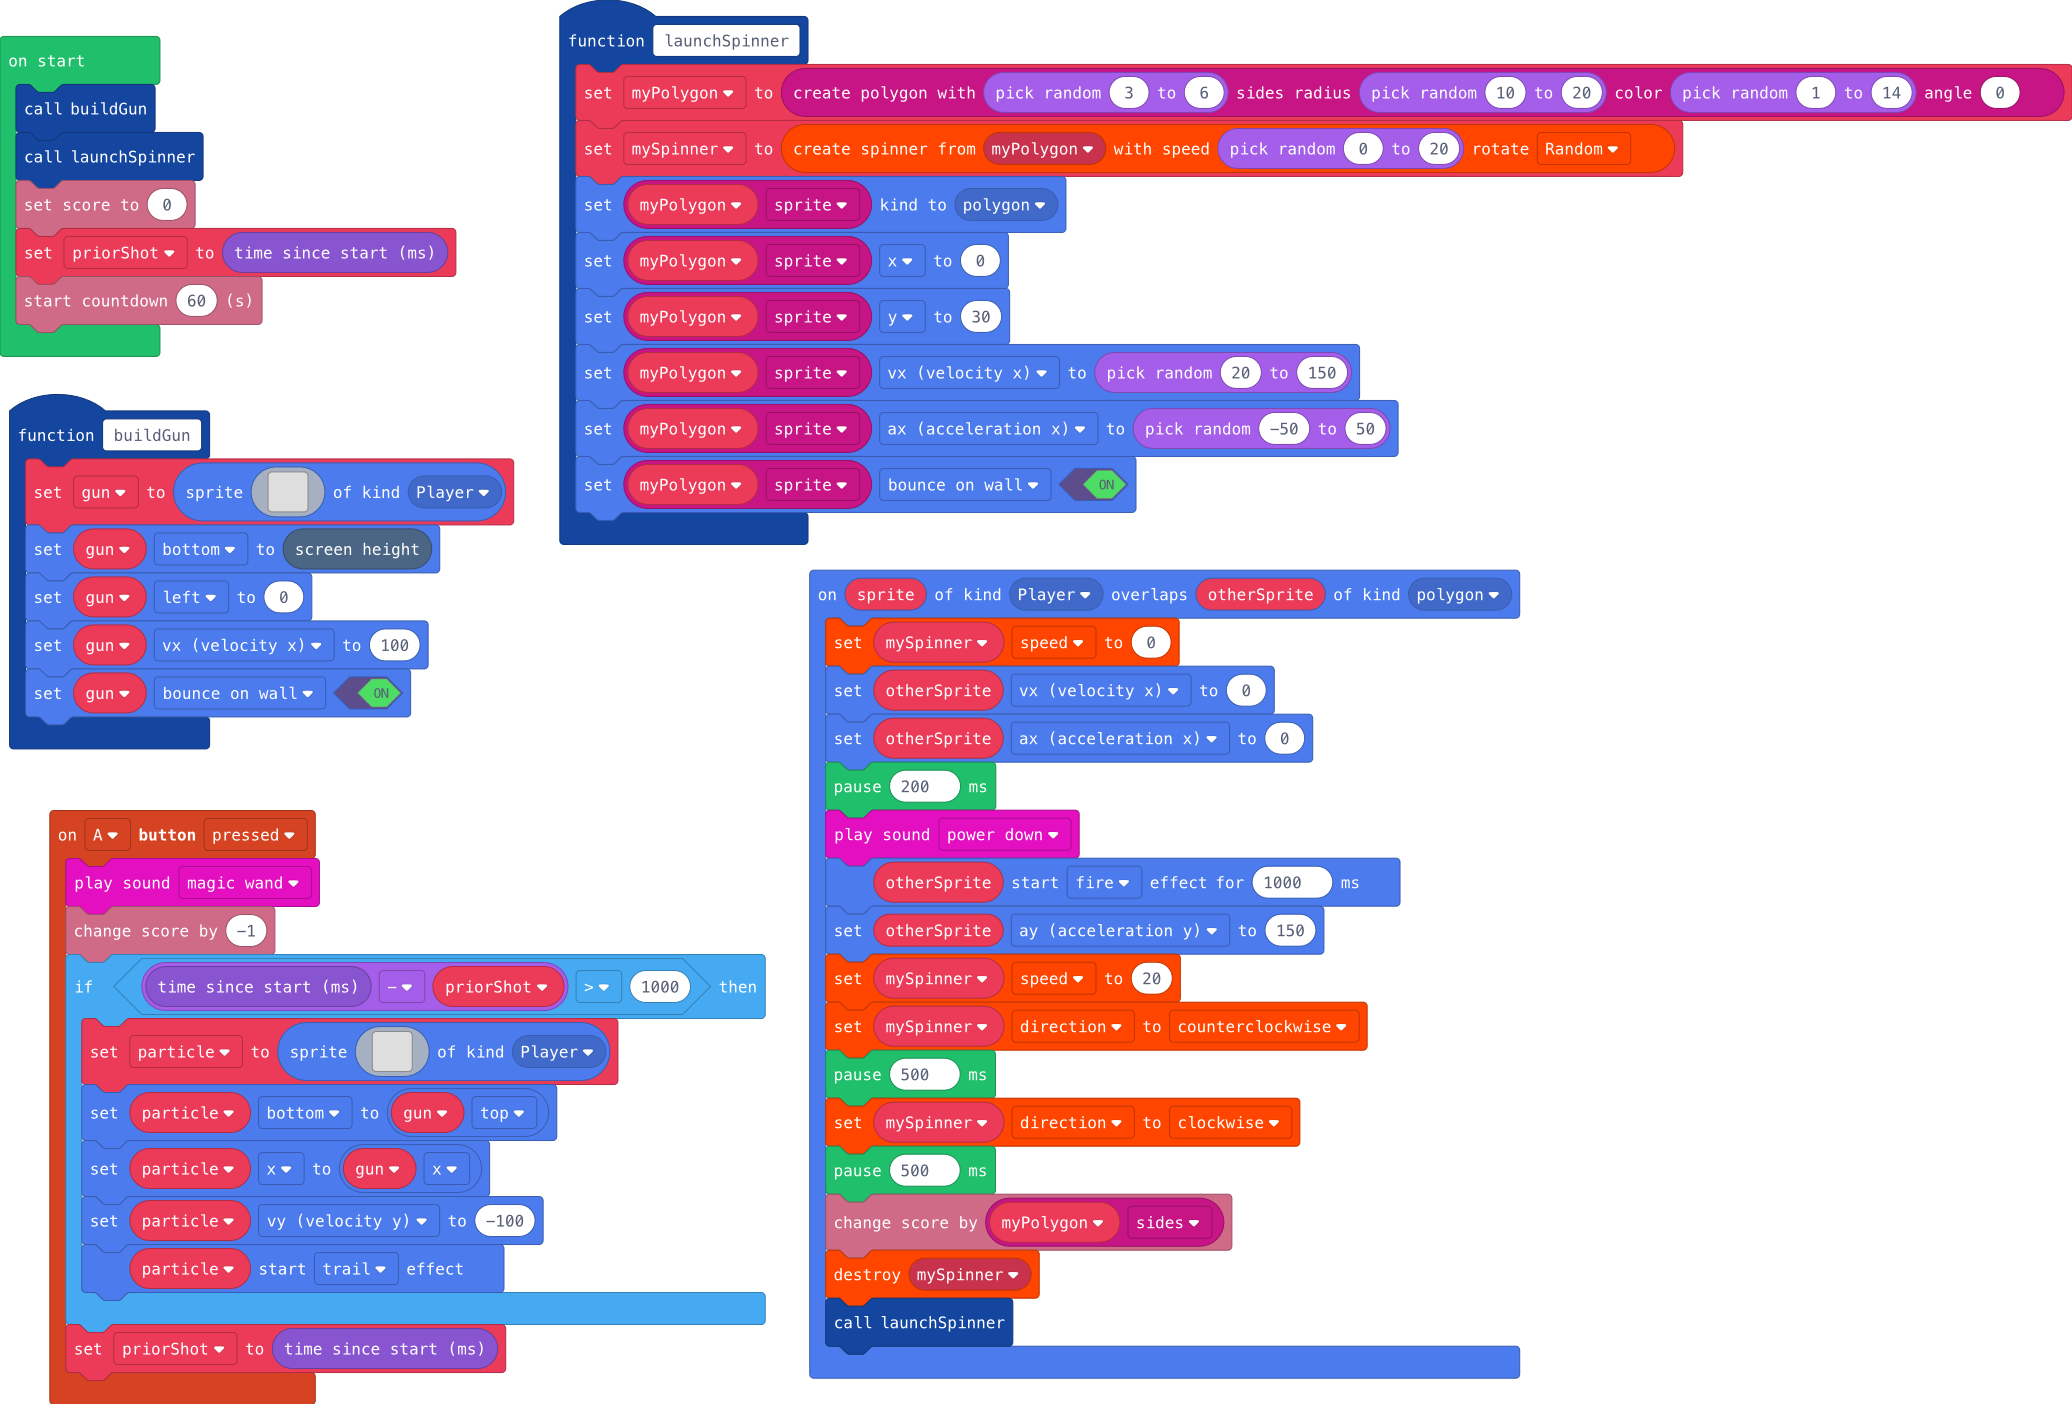 on start
call buildGun
call launchSpinner
set score to 0
set priorShot to time since start (ms)
start countdown 60 (s)
function buildGun
set gun to sprite of kind Player
set gun bottom to screen height
set gun left to 0
set gun vx (velocity x) to 100
set gun bounce on wall ON
on A button pressed
play sound magic wand
change score by -1
if time since start (ms) - priorShot > 1000 then
set particle to sprite of kind Player
set particle bottom to gun top
set particle x to gun x
set particle vy (velocity y) to -100
particle start trail effect
set priorShot to time since start (ms)
function launchSpinner
set myPolygon to create polygon with pick random 3 to 6 sides radius pick random 10 to 20 color pick random 1 to 14 angle 0
set mySpinner to create spinner from myPolygon with speed pick random 0 to 20 rotate Random
set myPolygon sprite kind to polygon
set myPolygon sprite x to 0
set myPolygon sprite y to 30
set myPolygon sprite vx (velocity x) to pick random 20 to 150
set myPolygon sprite ax (acceleration x) to pick random -50 to 50
set myPolygon sprite bounce on wall ON
on sprite of kind Player overlaps otherSprite of kind polygon
set mySpinner speed to 0
set otherSprite vx (velocity x) to 0
set otherSprite ax (acceleration x) to 0
pause 200 ms
play sound power down
otherSprite start fire effect for 1000 ms
set otherSprite ay (acceleration y) to 150
set mySpinner speed to 20
set mySpinner direction to counterclockwise
pause 500 ms
set mySpinner direction to clockwise
pause 500 ms
change score by myPolygon sides
destroy mySpinner
call launchSpinner